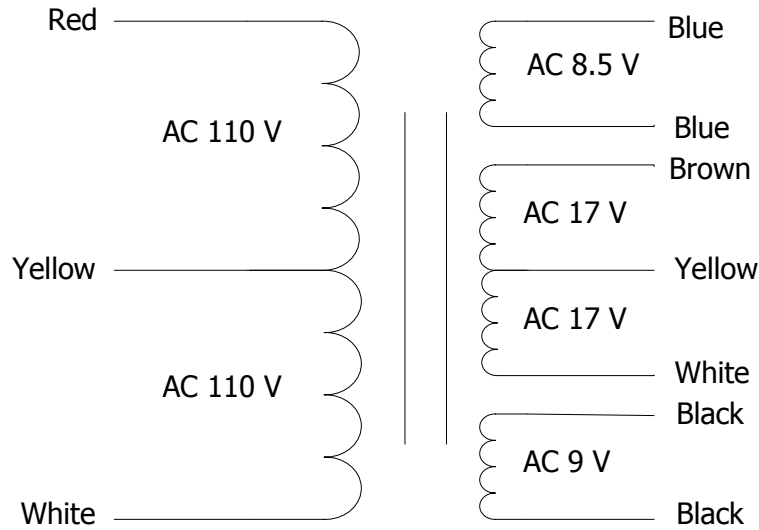 Red
AC 110 V
Yellow
AC 110 V
White
Blue
AC 8.5 V
Blue
Brown
AC 17 V
Yellow
AC 17 V
White
Black
AC 9 V
Black